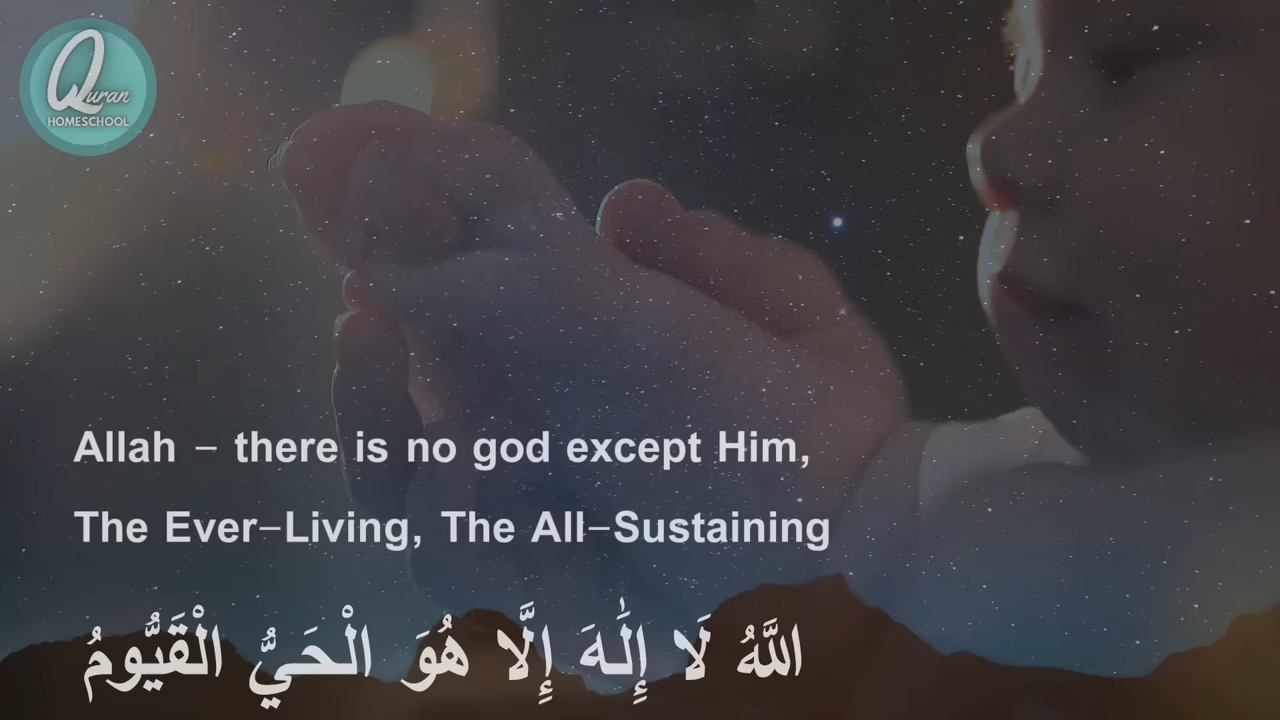 Quran
HOMESCHOOL
Allah – there is no god except Him,
The Ever–Living, The All–Sustaining
اللَّهُ لَا إِلَٰهَ إِلَّا هُوَ الْحَيُّ الْقَيُّومُ